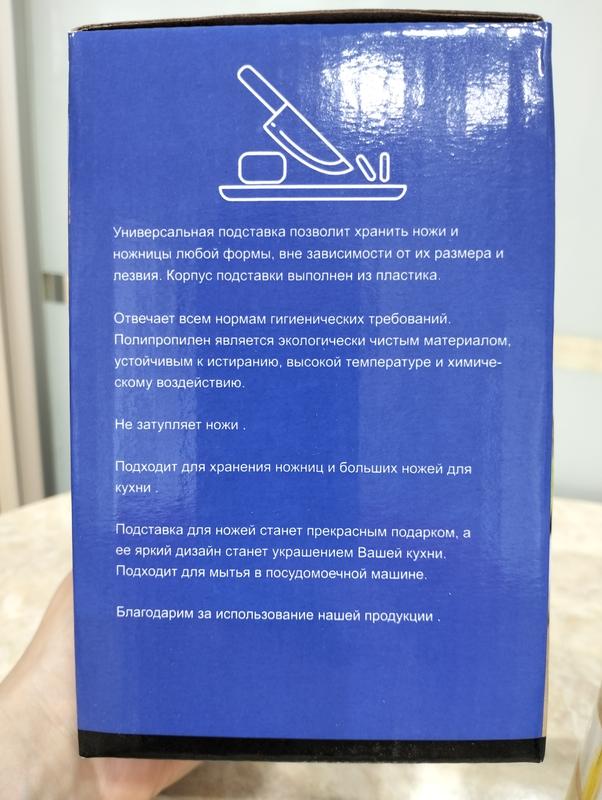 Универсальная подставка позволит хранить ножи и
ножницы любой формы, вне зависимости от их размера и
лезвия. Корпус подставки выполнен из пластика.
Отвечает всем нормам гигиенических требований.
Полипропилен является экологически чистым материалом,
устойчивым к истиранию, высокой температуре и химиче-
скому воздействию.
Не затупляет ножи .
Подходит для хранения ножниц и больших ножей для
кухни .
Подставка для ножей станет прекрасным подарком, а
ее яркий дизайн станет украшением Вашей кухни.
Подходит для мытья в посудомоечной машине.
Благодарим за использование нашей продукции .